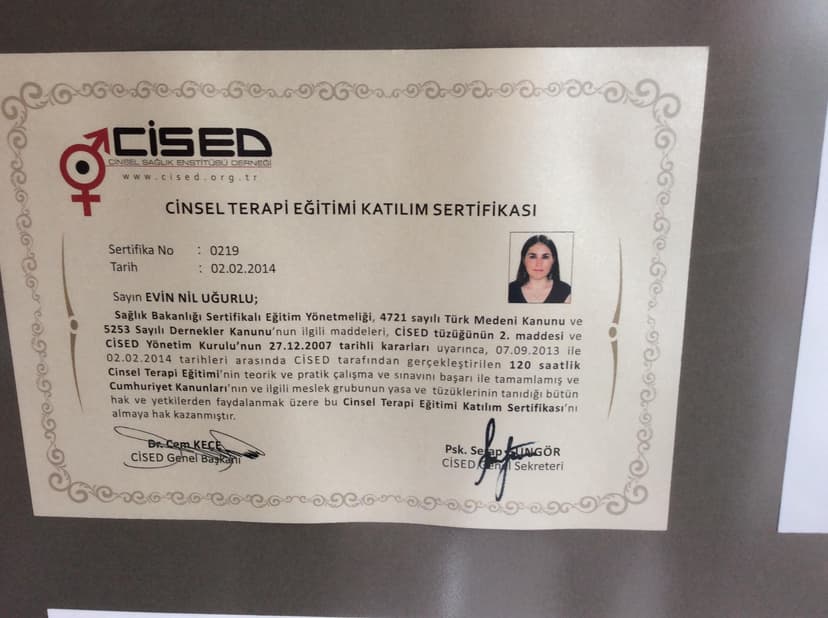 CİSED
CİNSEL SAĞLIK ENSTİTÜSÜ DERNEĞİ
www.cised.org.tr
CİNSEL TERAPİ EĞİTİMİ KATILIM SERTİFİKASI
Sertifika No : 0219
Tarih : 02.02.2014
Sayın EVIN NİL UĞURLU;
Sağlık Bakanlığı Sertifikalı Eğitim Yönetmeliği, 4721 sayılı Türk Medeni Kanunu ve
5253 Sayılı Dernekler Kanunu'nun ilgili maddeleri, CİSED tüzüğünün 2. maddesi ve
CİSED Yönetim Kurulu'nun 27.12.2007 tarihli kararları uyarınca, 07.09.2013 ile
02.02.2014 tarihleri arasında CİSED tarafından gerçekleştirilen 120 saatlik
Cinsel Terapi Eğitimi'nin teorik ve pratik çalışma ve sınavını başarı ile tamamlamış ve
Cumhuriyet Kanunları'nın ve ilgili meslek grubunun yasa ve tüzüklerinin tanıdığı bütün
hak ve yetkilerden faydalanmak üzere bu Cinsel Terapi Eğitimi Katılım Sertifikası'nı
almaya hak kazanmıştır.
Dr. Cem KEÇE
CİSED Genel Başkanı
Psk. Serap GÜNGÖR
CİSED Genel Sekreteri